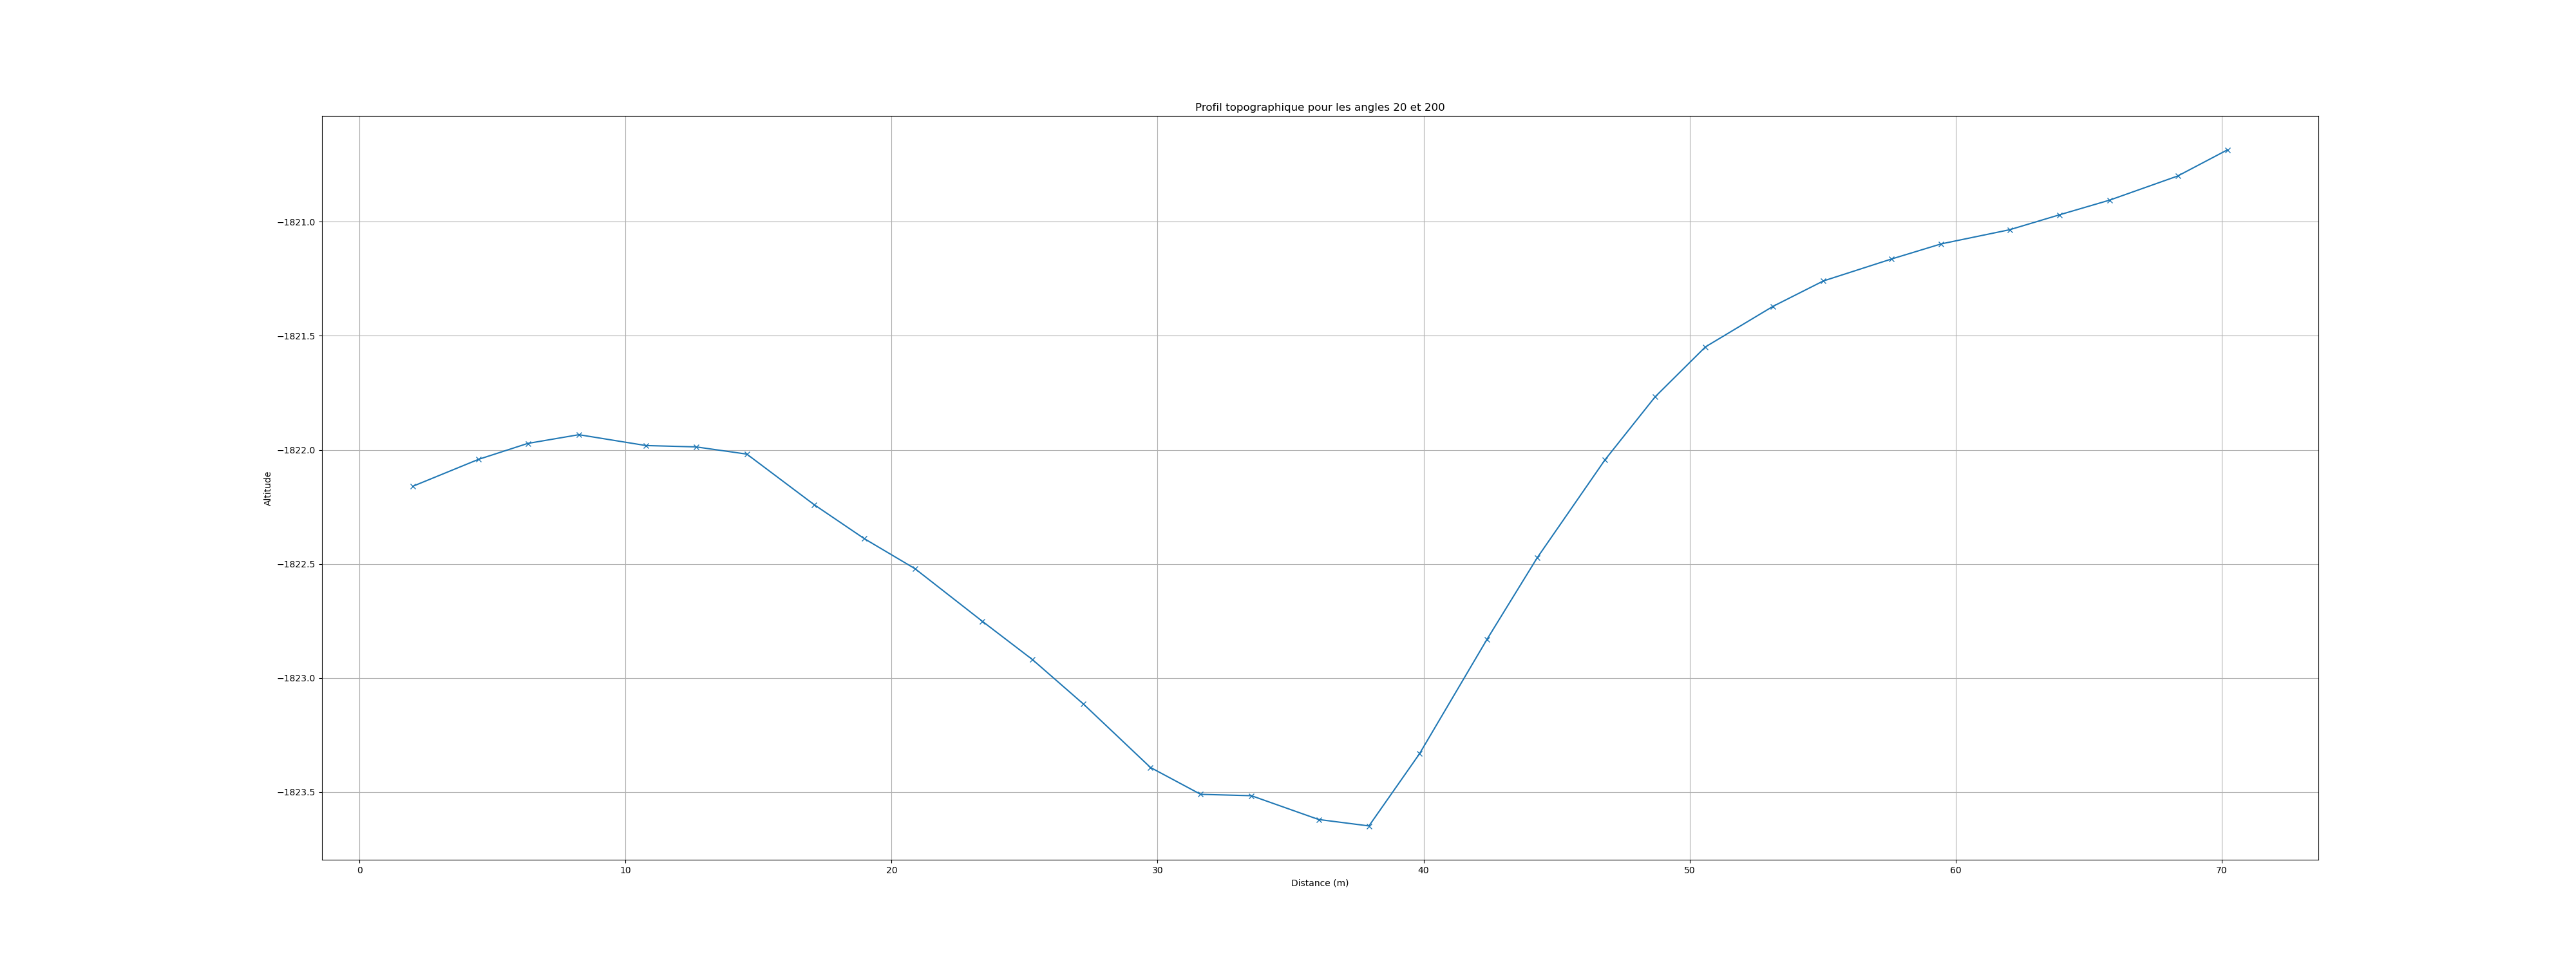 Profil topographique pour les angles 20 et 200
−1821.0
−1821.5
−1822.0
−1822.5
−1823.0
−1823.5
Altitude
0 10 20 30 40 50 60 70
Distance (m)